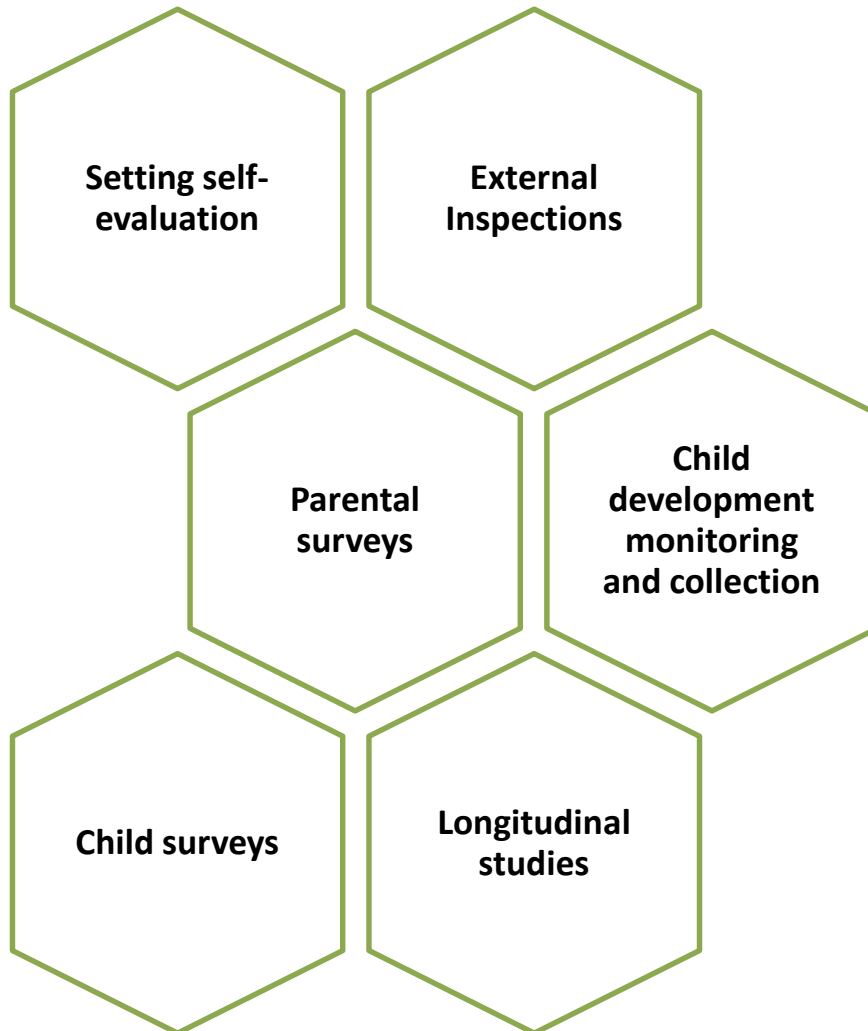 Setting self-
evaluation
External
Inspections
Parental
surveys
Child
development
monitoring
and collection
Child surveys
Longitudinal
studies